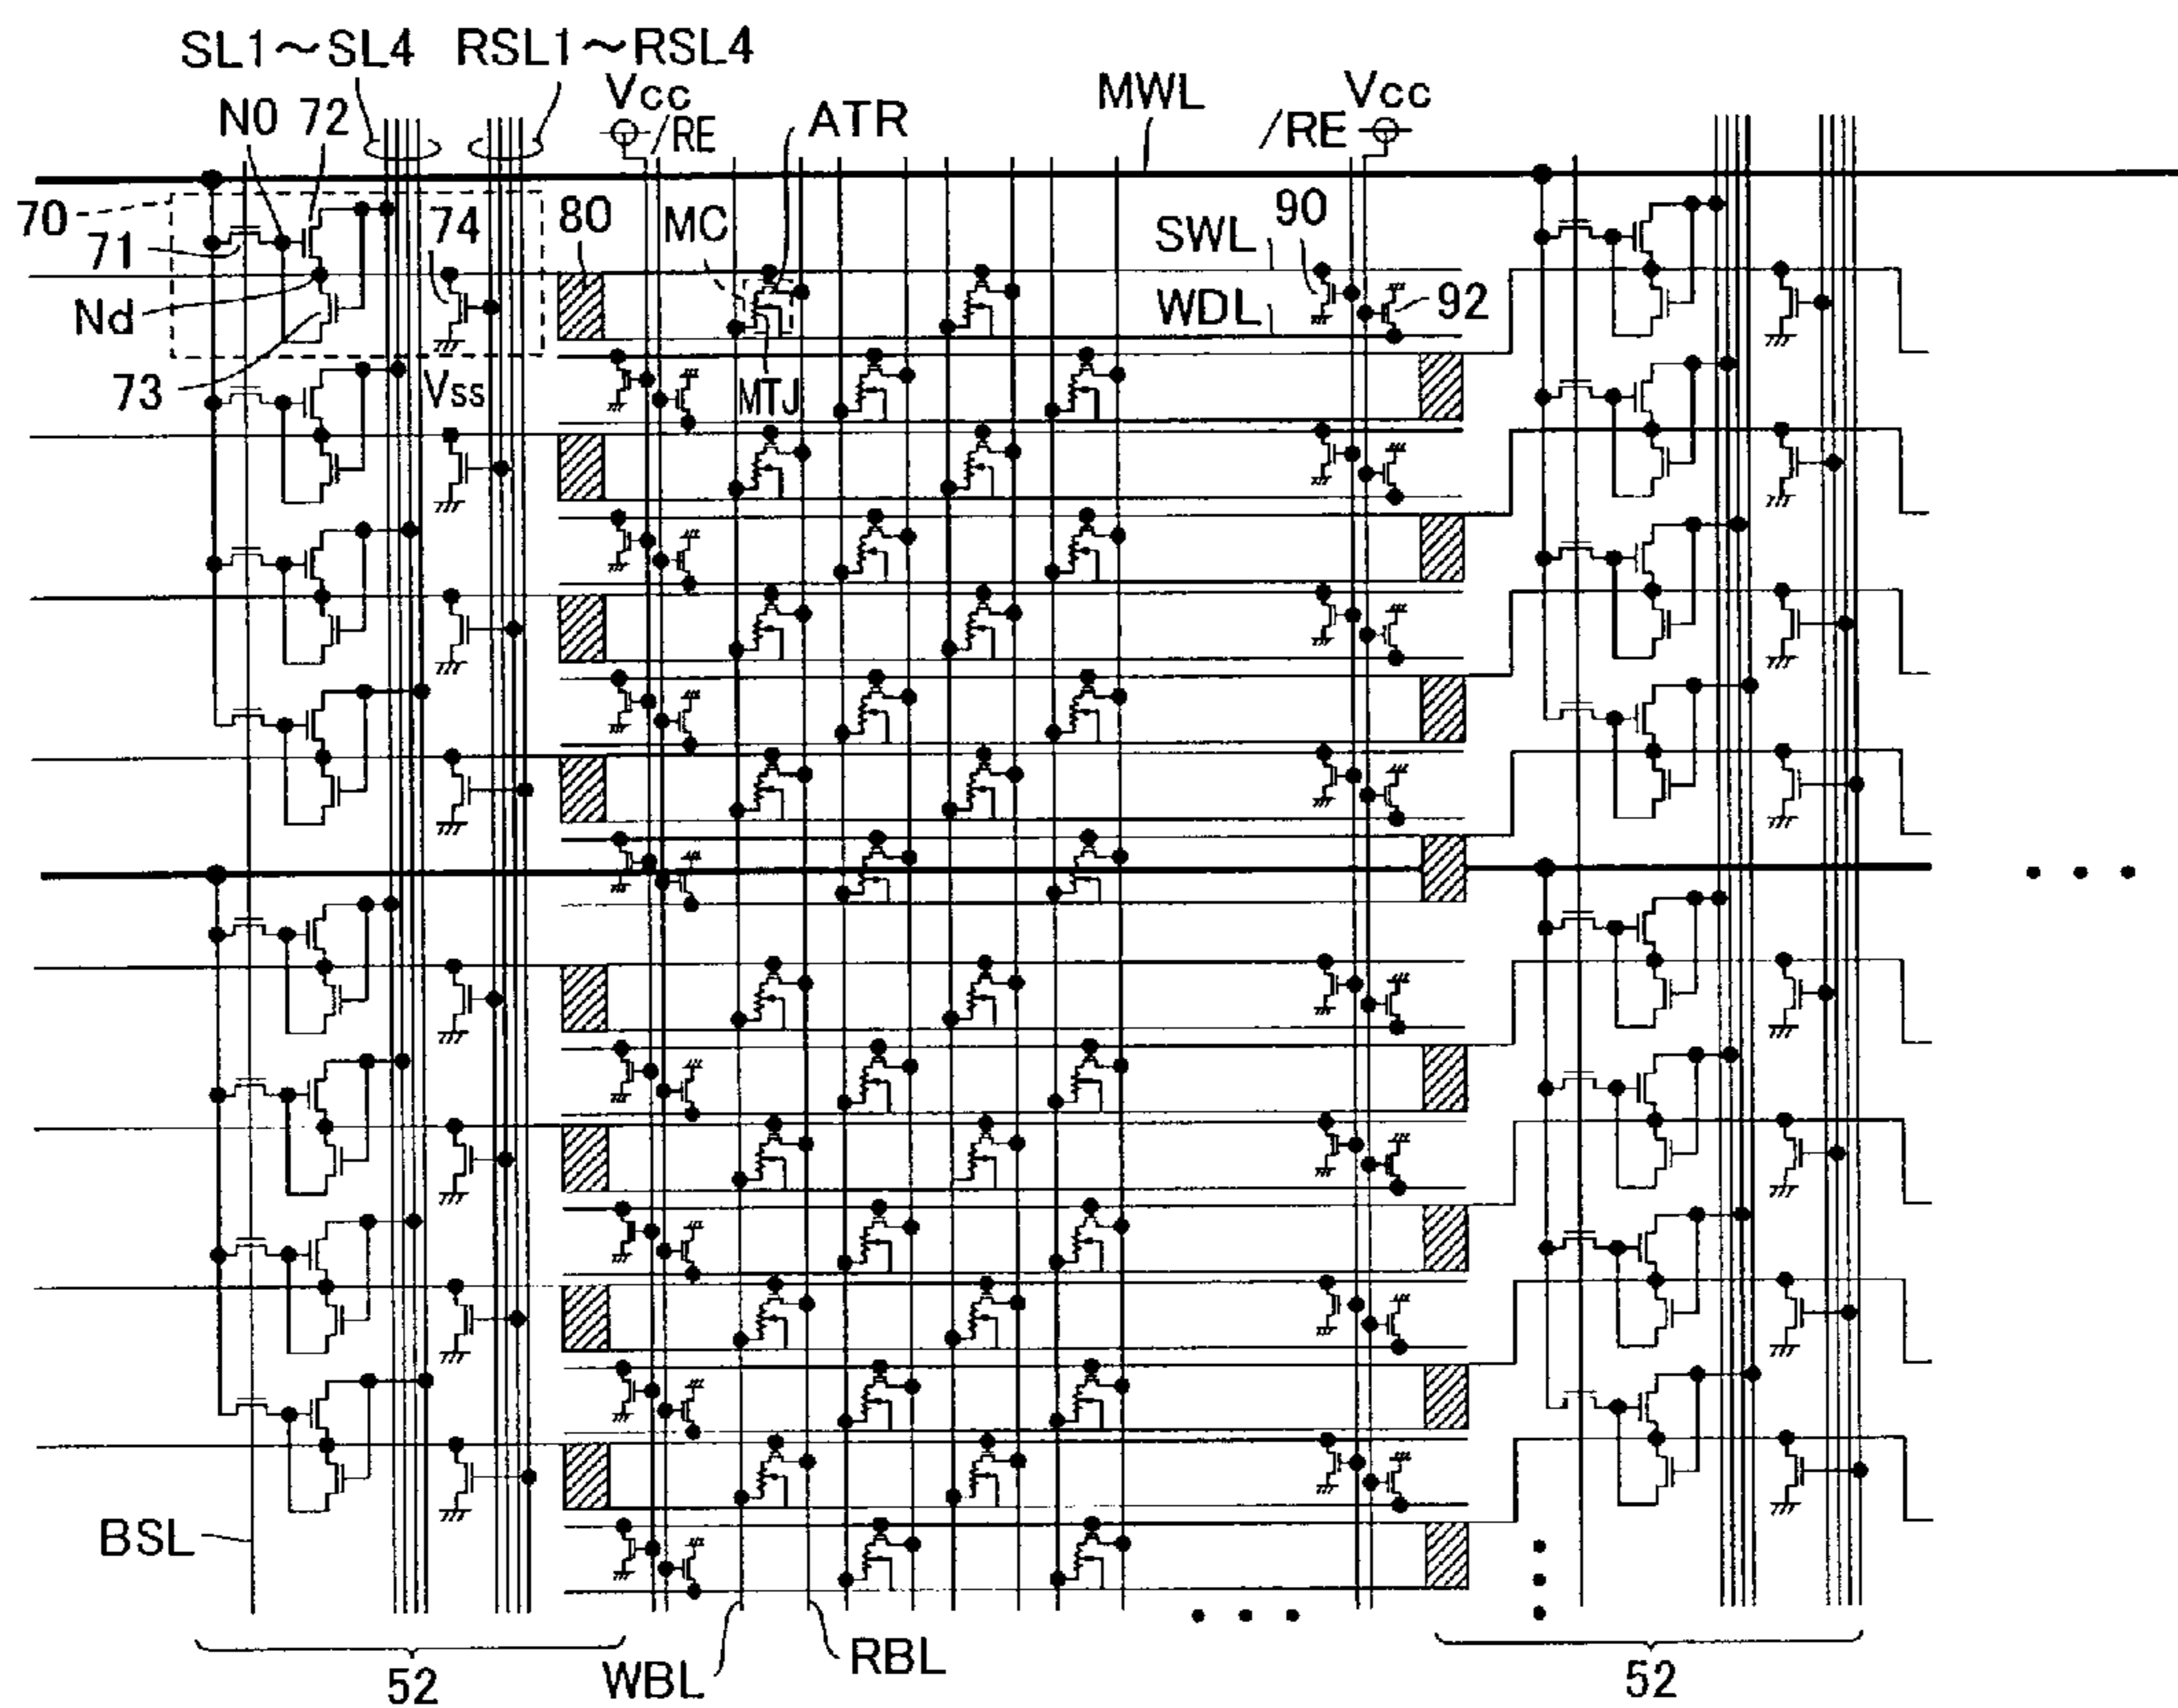 SL1～SL4 RSL1～RSL4
Vcc
Vcc
MWL
N0 72
ATR
/RE
/RE
70
74
80
MC
90
71
SWL
Nd
WDL
92
73
Vss
MTJ
BSL
WBL
RBL
52
52